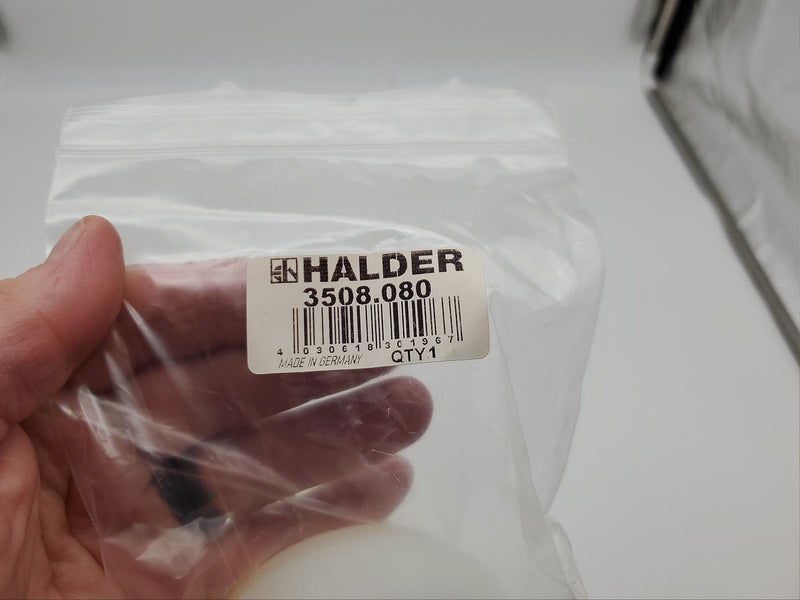 HALDER
3508.080
4 030618 301967
MADE IN GERMANY QTY1